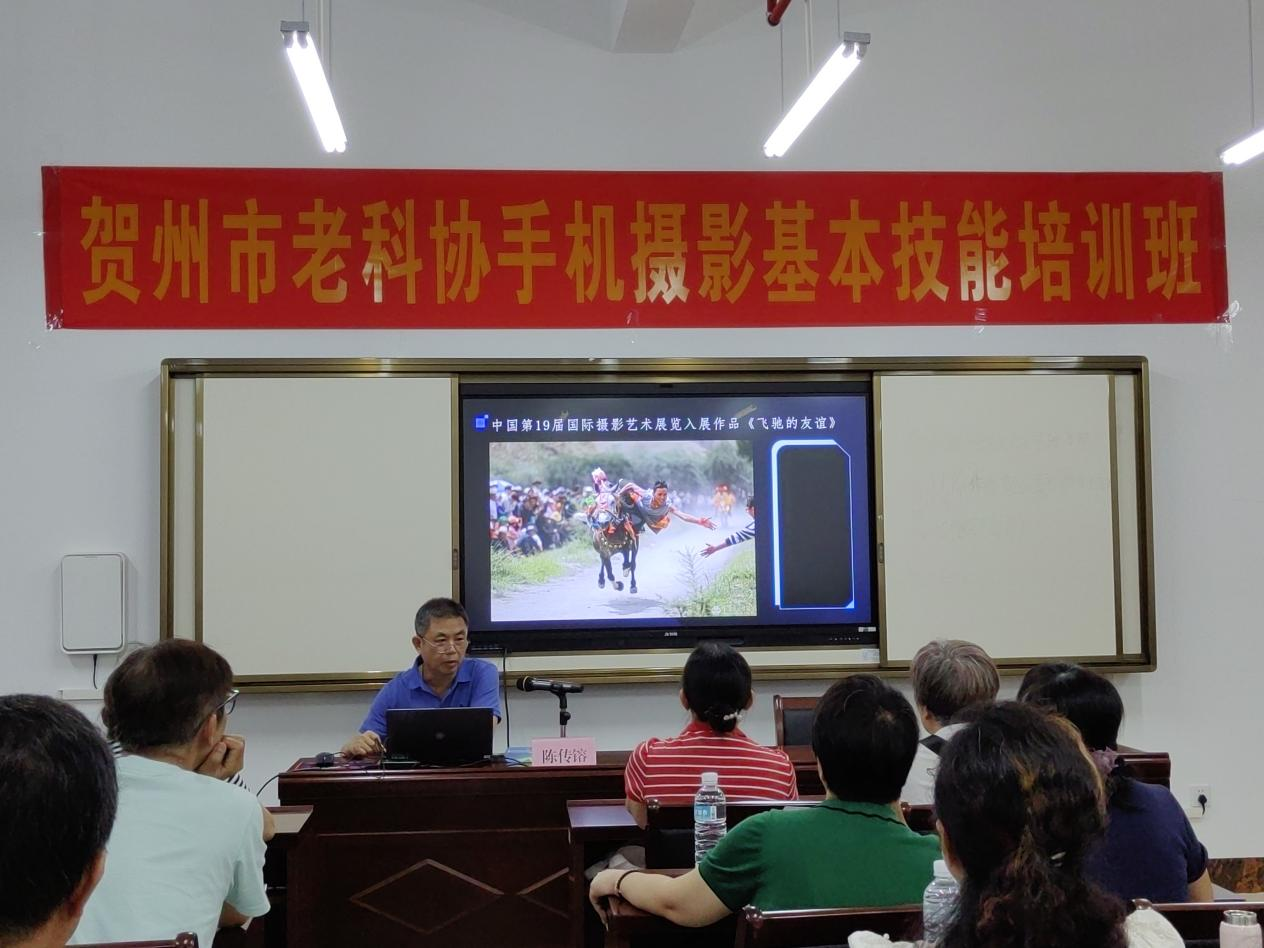 贺州市老科协手机摄影基本技能培训班
中国第19届国际摄影艺术展览入展作品《飞驰的友谊》
陈传镕